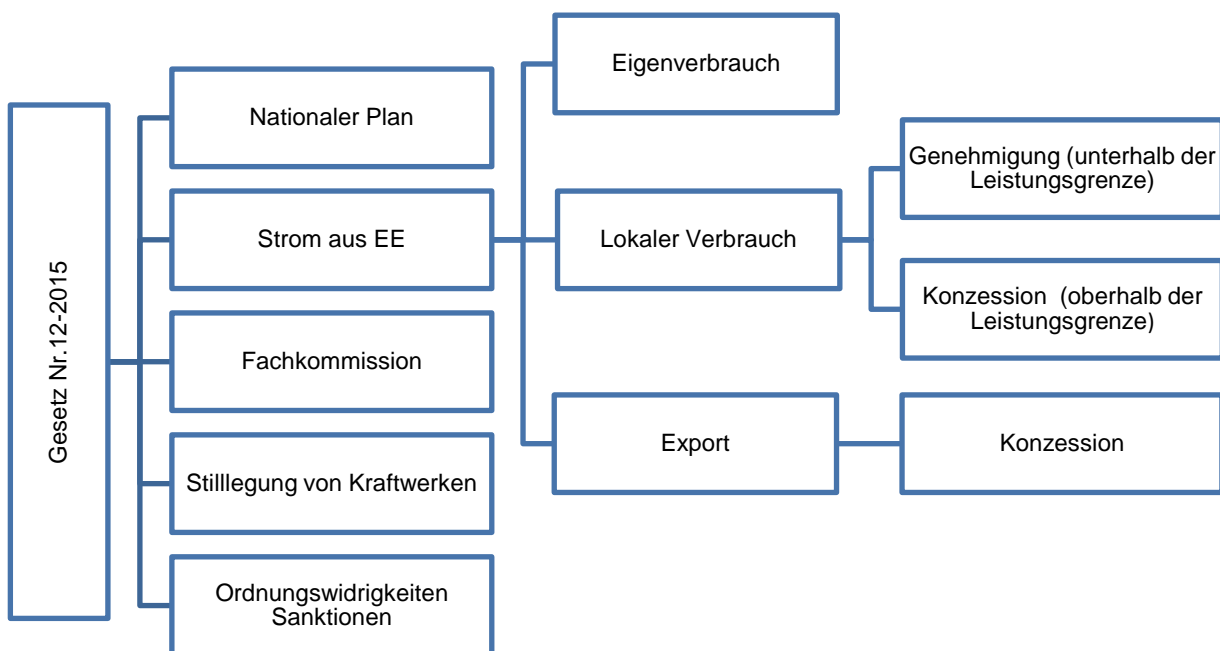 Gesetz Nr.12-2015
Nationaler Plan
Strom aus EE
Fachkommission
Stilllegung von Kraftwerken
Ordnungswidrigkeiten
Sanktionen
Eigenverbrauch
Lokaler Verbrauch
Export
Genehmigung (unterhalb der
Leistungsgrenze)
Konzession (oberhalb der
Leistungsgrenze)
Konzession